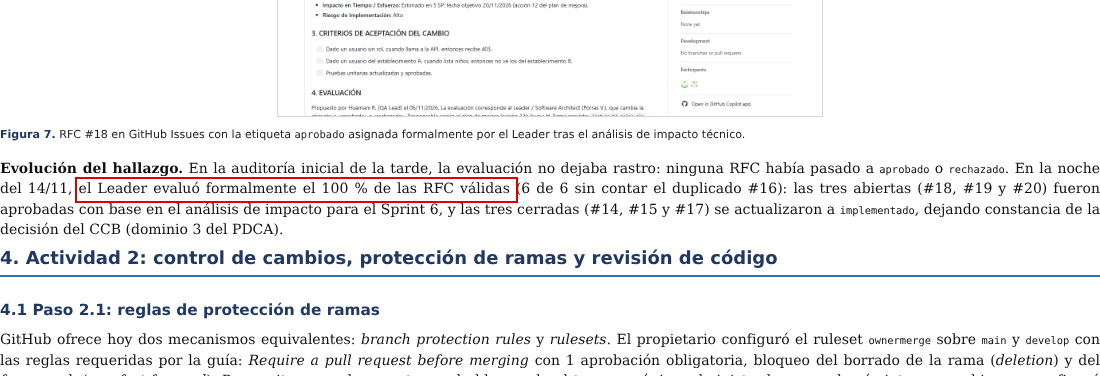 • Impacto en Tiempo / Esfuerzo: Estimado en 5 SP: fecha objetivo 20/11/2026 (acción 12 del plan de mejora).
• Riesgo de Implementación: Alto
3. CRITERIOS DE ACEPTACIÓN DEL CAMBIO
Dado un usuario sin rol, cuando llama a la API, entonces recibe 403.
Dado un usuario del establecimiento A, cuando lista niños, entonces no ve los del establecimiento B.
Pruebas unitarias actualizadas y aprobadas.
4. EVALUACIÓN
Propuesto por Huamani R. (QA Lead) el 06/11/2026. La evaluación corresponde al Leader / Software Architect (Porras V.), que cambia la
Relationships
None yet
Development
No branches or pull requests
Participants
Open in GitHub Copilot app
Figura 7. RFC #18 en GitHub Issues con la etiqueta aprobado asignada formalmente por el Leader tras el análisis de impacto técnico.
Evolución del hallazgo. En la auditoría inicial de la tarde, la evaluación no dejaba rastro: ninguna RFC había pasado a aprobado o rechazado. En la noche
del 14/11, el Leader evaluó formalmente el 100 % de las RFC válidas (6 de 6 sin contar el duplicado #16): las tres abiertas (#18, #19 y #20) fueron
aprobadas con base en el análisis de impacto para el Sprint 6, y las tres cerradas (#14, #15 y #17) se actualizaron a implementado, dejando constancia de la
decisión del CCB (dominio 3 del PDCA).
4. Actividad 2: control de cambios, protección de ramas y revisión de código
4.1 Paso 2.1: reglas de protección de ramas
GitHub ofrece hoy dos mecanismos equivalentes: branch protection rules y rulesets. El propietario configuró el ruleset ownermerge sobre main y develop con
las reglas requeridas por la guía: Require a pull request before merging con 1 aprobación obligatoria, bloqueo del borrado de la rama (deletion) y del